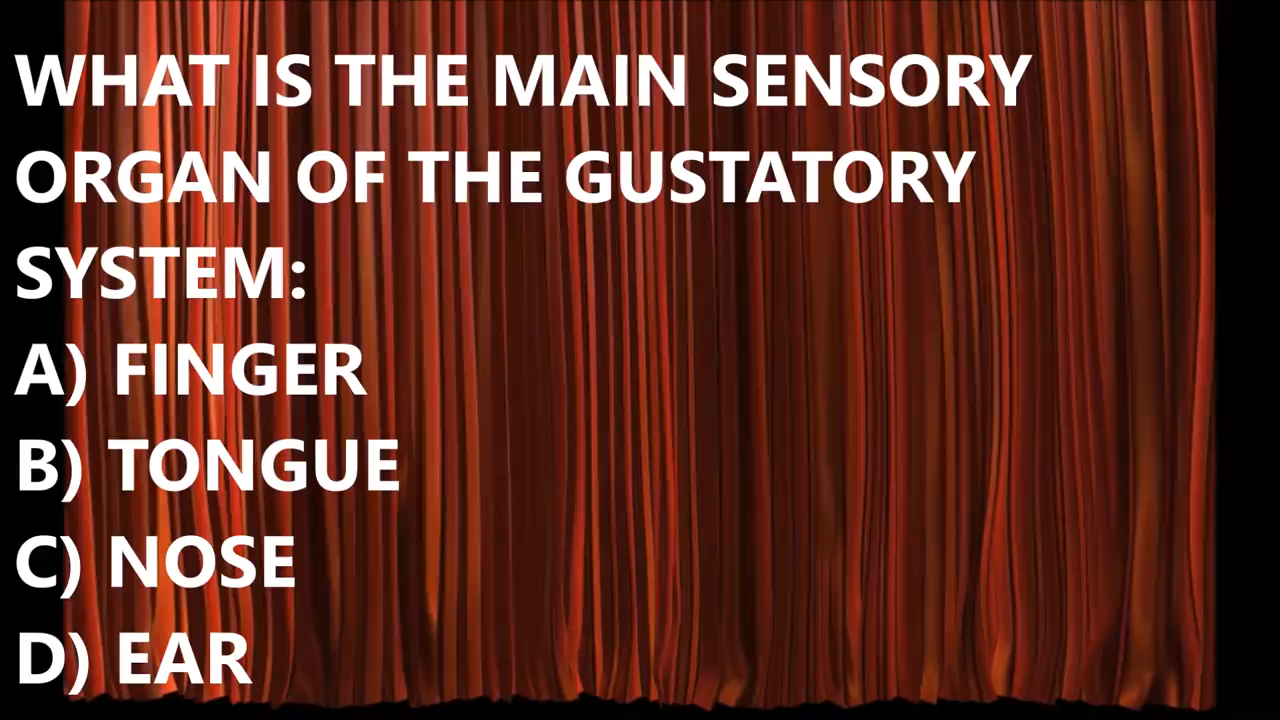 WHAT IS THE MAIN SENSORY
ORGAN OF THE GUSTATORY
SYSTEM:
A) FINGER
B) TONGUE
C) NOSE
D) EAR